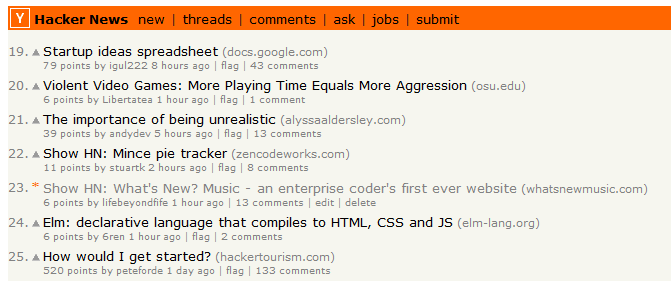 Y Hacker News new | threads | comments | ask | jobs | submit
19. Startup ideas spreadsheet (docs.google.com)
79 points by igul222 8 hours ago | flag | 43 comments
20. Violent Video Games: More Playing Time Equals More Aggression (osu.edu)
6 points by Libertatea 1 hour ago | flag | 1 comment
21. The importance of being unrealistic (alyssaaldersley.com)
39 points by andydev 5 hours ago | flag | 13 comments
22. Show HN: Mince pie tracker (zencodeworks.com)
11 points by stuartk 2 hours ago | flag | 8 comments
23. * Show HN: What's New? Music - an enterprise coder's first ever website (whatsnewmusic.com)
6 points by lifebeyondfife 1 hour ago | 13 comments | edit | delete
24. Elm: declarative language that compiles to HTML, CSS and JS (elm-lang.org)
6 points by 6ren 1 hour ago | flag | 2 comments
25. How would I get started? (hackertourism.com)
520 points by peteforde 1 day ago | flag | 133 comments